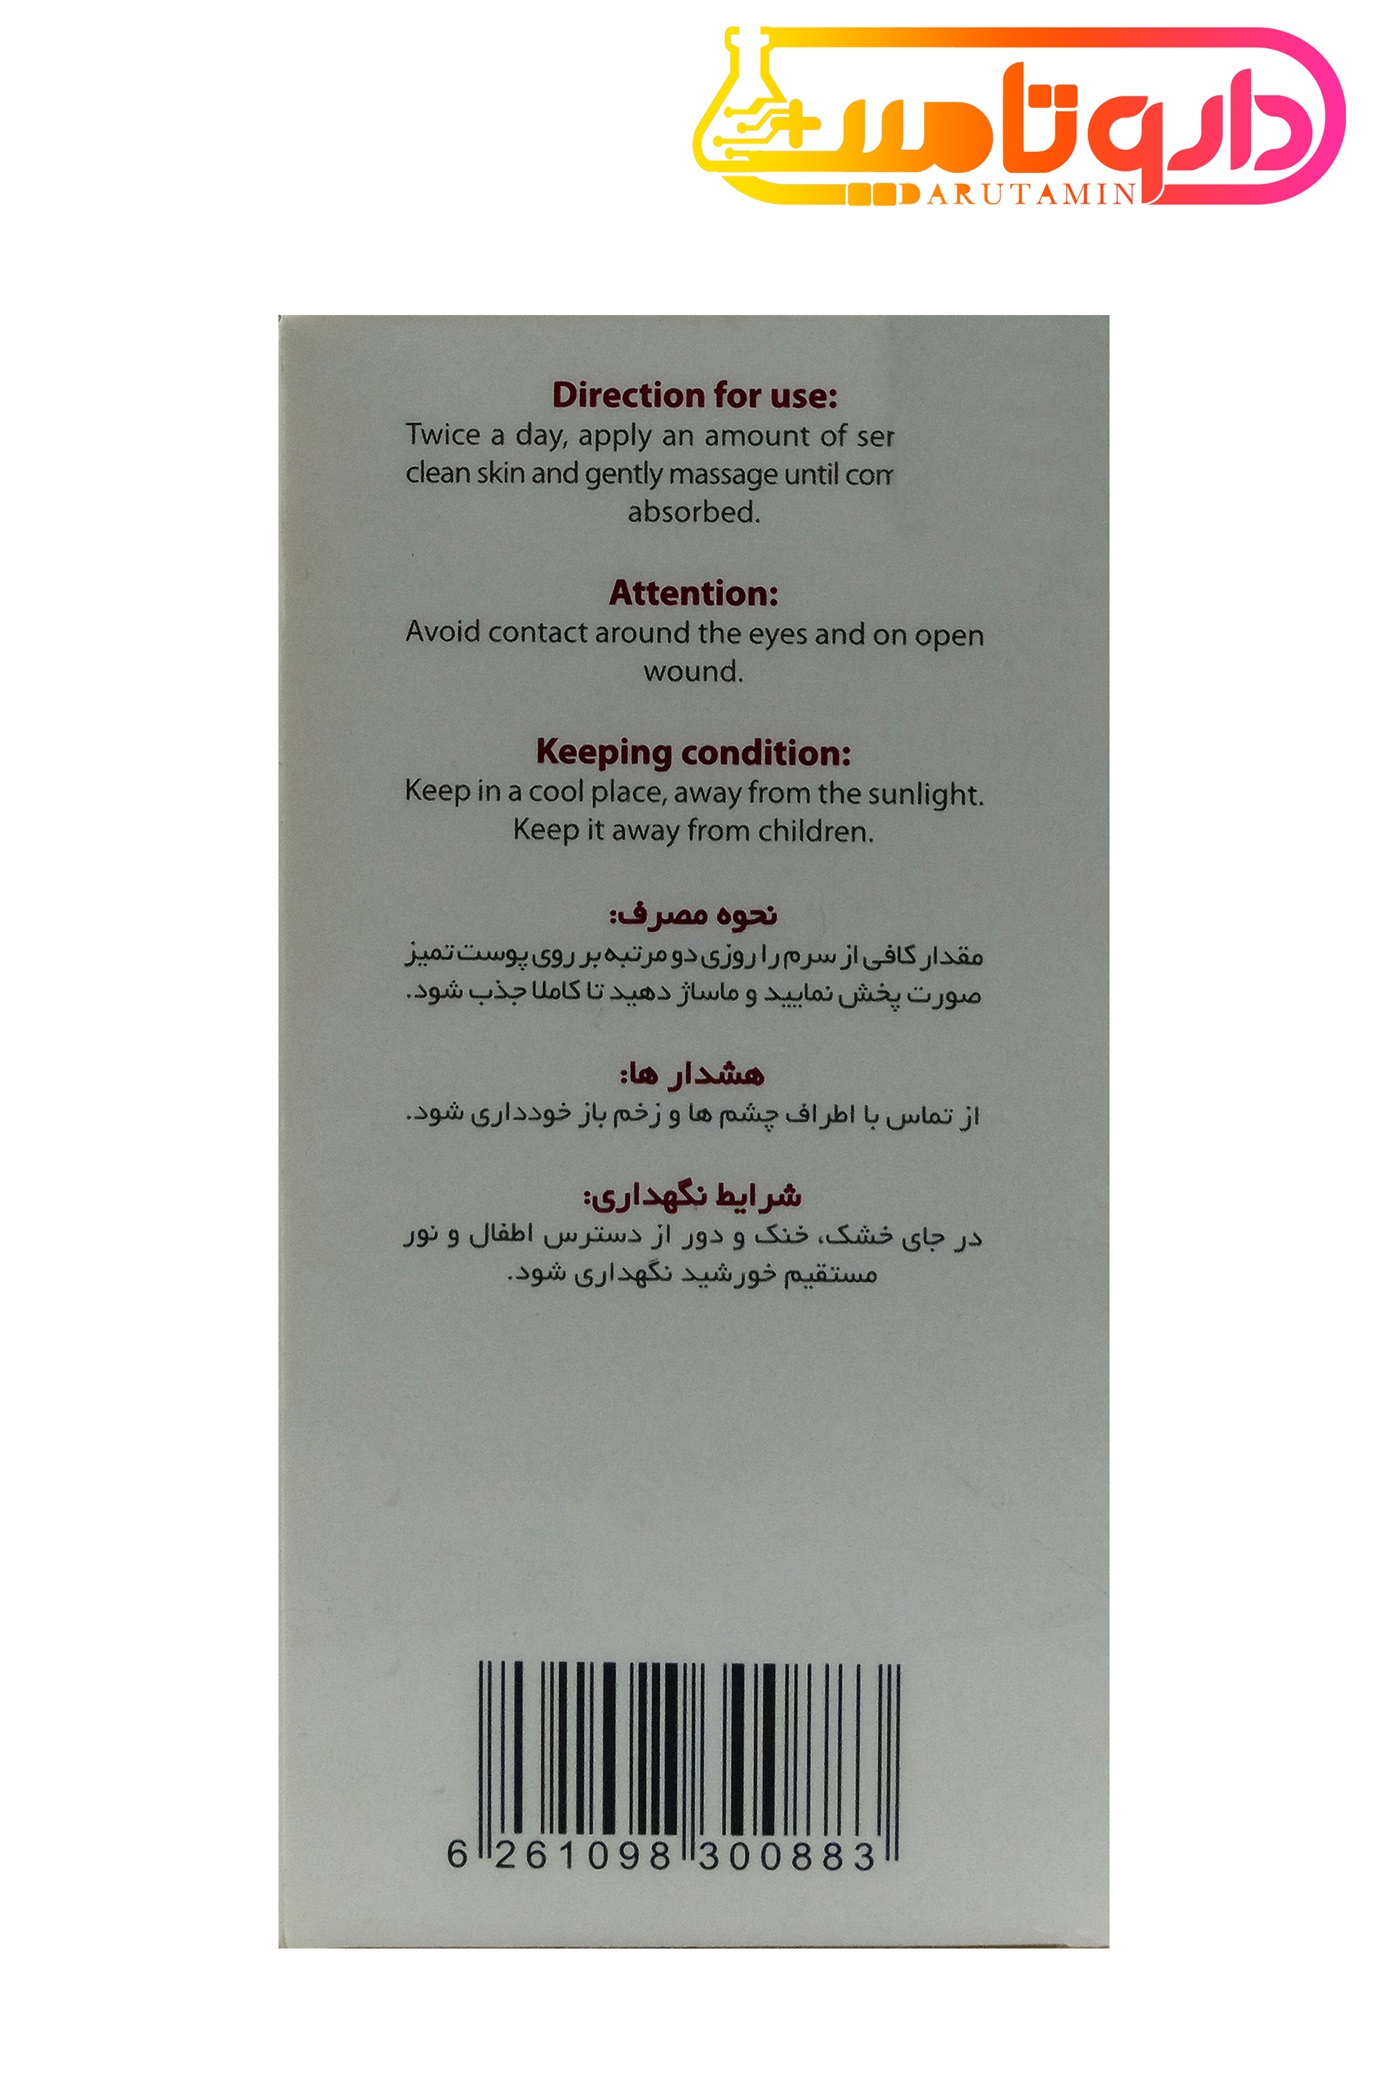 داروتامین
DARUTAMIN
Direction for use:
Twice a day, apply an amount of
clean skin and gently massage until
absorbed.
Attention:
Avoid contact around the eyes and on open
wound.
Keeping condition:
Keep in a cool place, away from the sunlight.
Keep it away from children.
نحوه مصرف:
مقدار کافی از سرم را روزی دو مرتبه بر روی پوست تمیز
صورت پخش نمایید و ماساژ دهید تا کاملا جذب شود.
هشدار ها:
از تماس با اطراف چشم ها و زخم باز خودداری شود.
شرایط نگهداری:
در جای خشک، خنک و دور از دسترس اطفال و نور
مستقیم خورشید نگهداری شود.
6 261098 300883